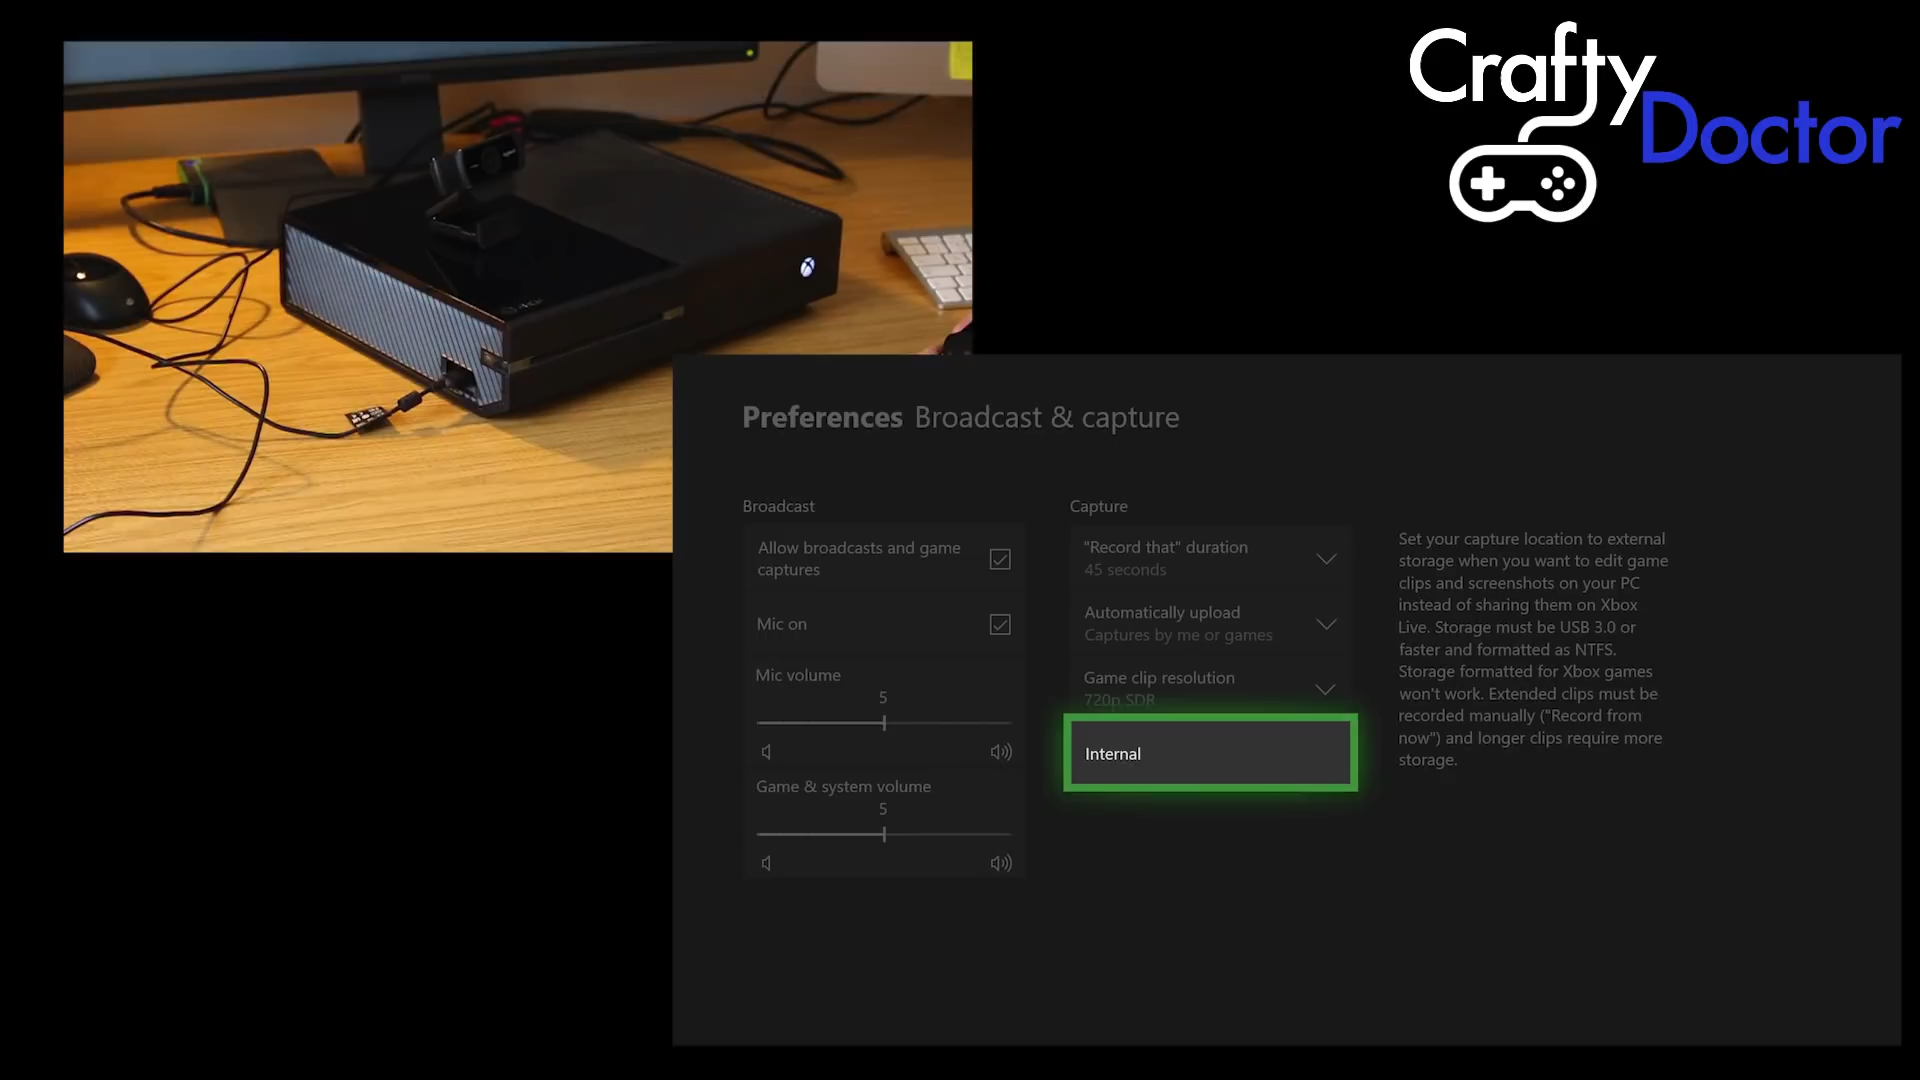 Crafty
Doctor
Preferences Broadcast & capture
Broadcast
Allow broadcasts and game
captures
Mic on
Mic volume
5
Game & system volume
5
Capture
"Record that" duration
45 seconds
Automatically upload
Captures by me or games
Game clip resolution
720p SDR
Internal
Set your capture location to external
storage when you want to edit game
clips and screenshots on your PC
instead of sharing them on Xbox
Live. Storage must be USB 3.0 or
faster and formatted as NTFS.
Storage formatted for Xbox games
won't work. Extended clips must be
recorded manually ("Record from
now") and longer clips require more
storage.